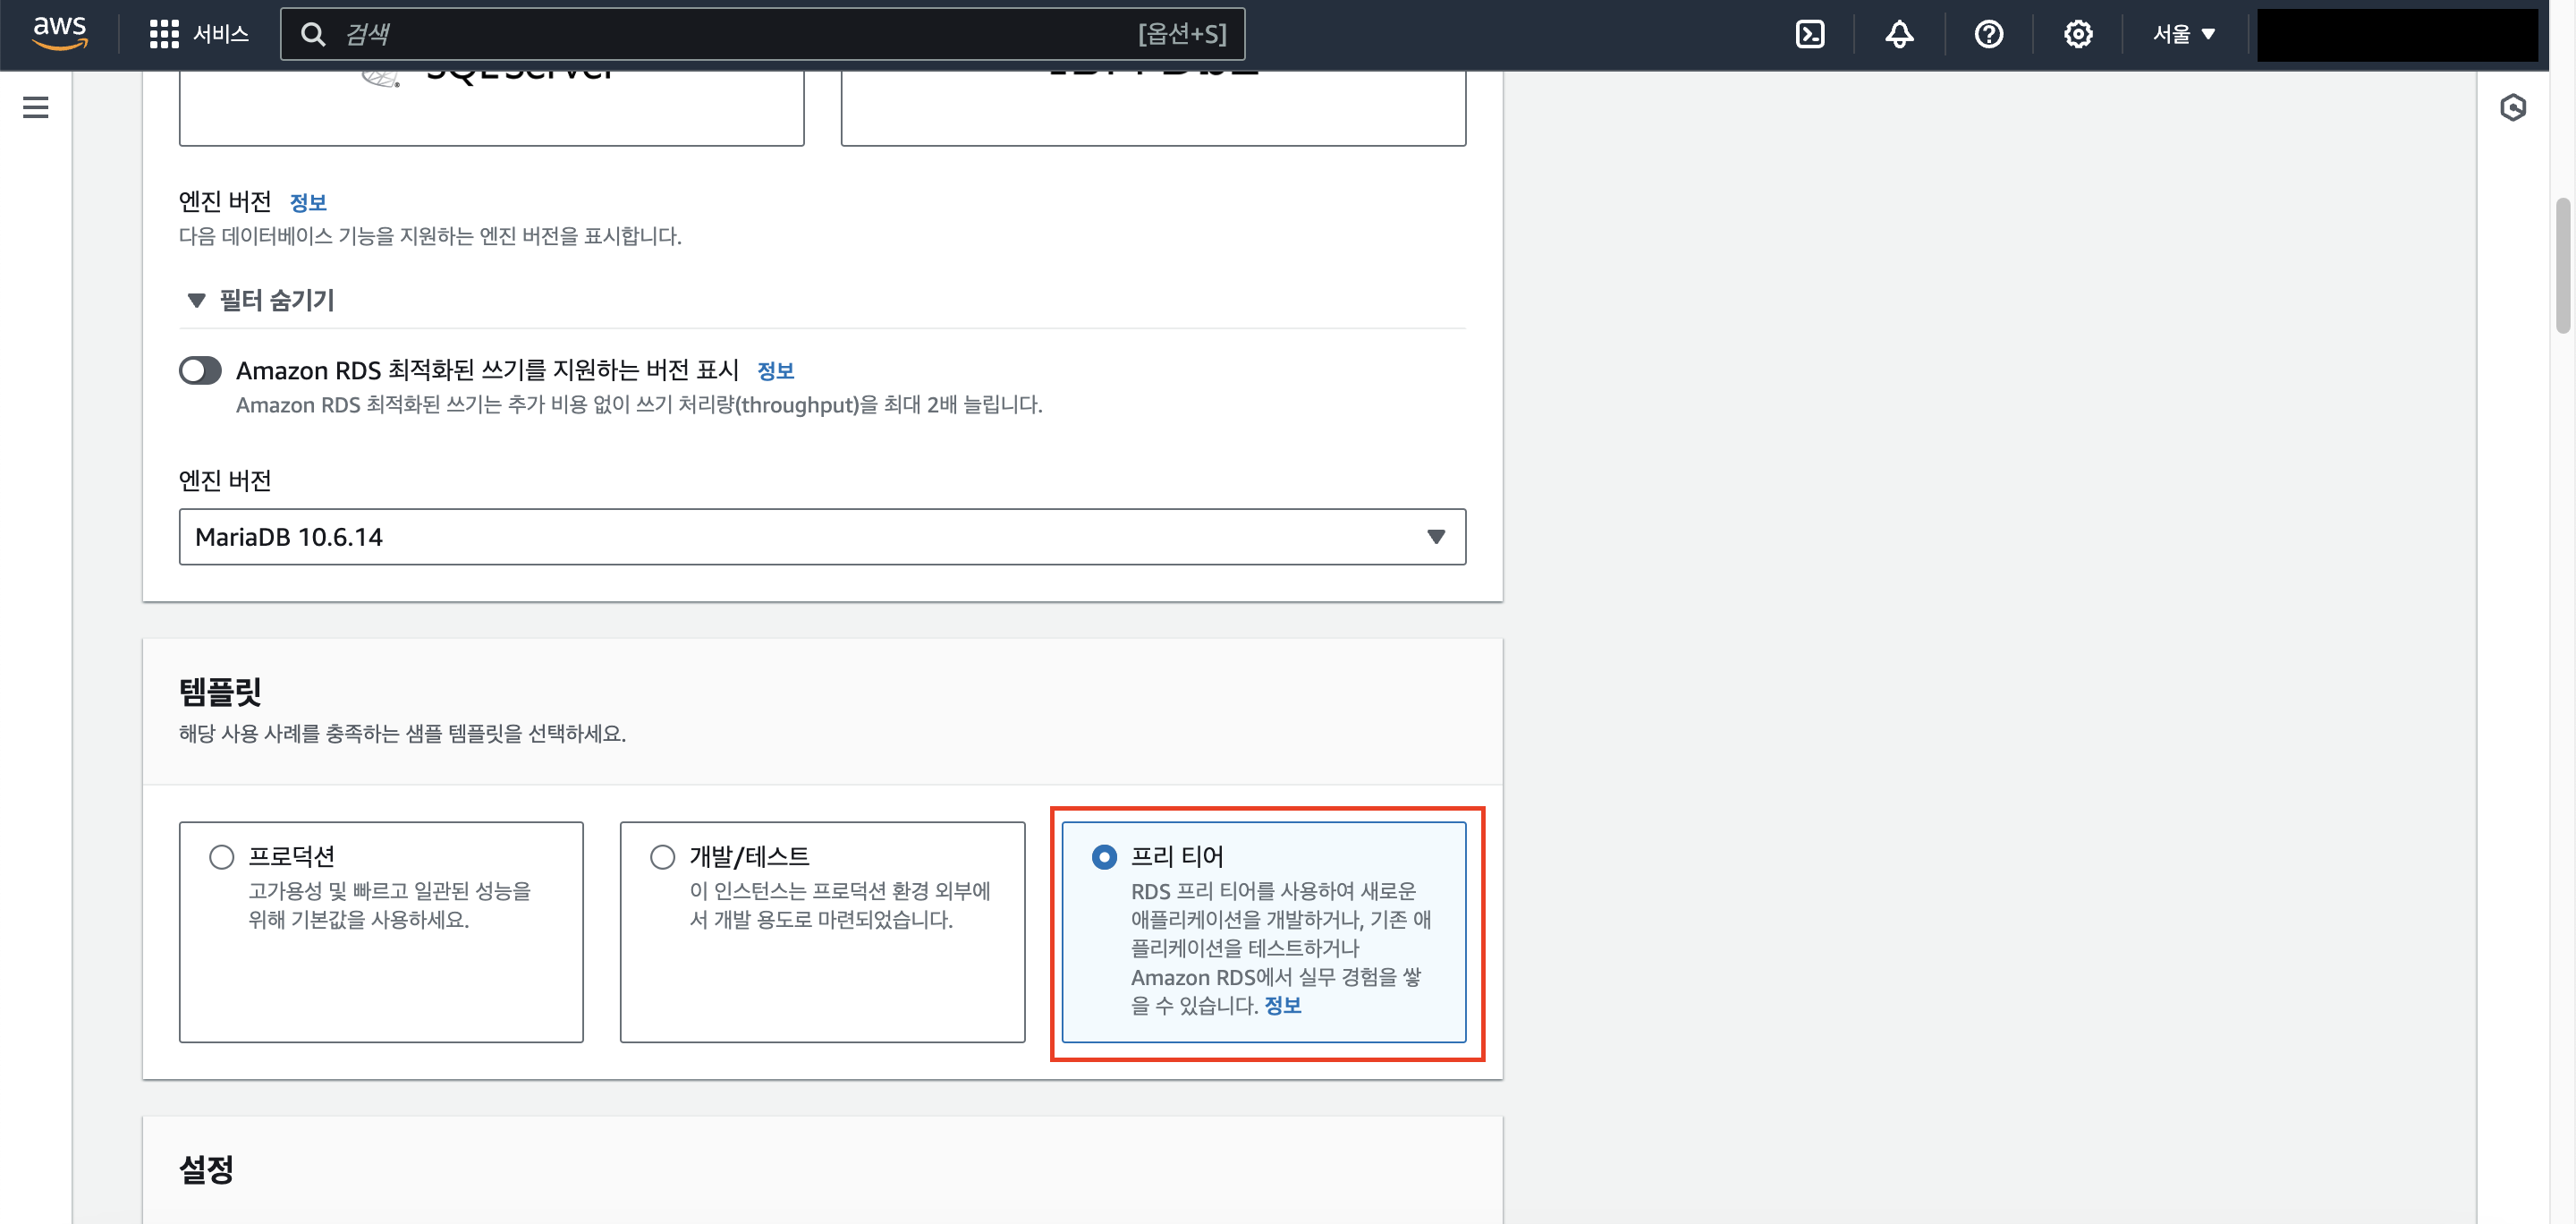 aws
서비스
검색
[옵션+S]
서울
SQL Server
엔진 버전 정보
다음 데이터베이스 기능을 지원하는 엔진 버전을 표시합니다.
필터 숨기기
Amazon RDS 최적화된 쓰기를 지원하는 버전 표시 정보
Amazon RDS 최적화된 쓰기는 추가 비용 없이 쓰기 처리량(throughput)을 최대 2배 늘립니다.
엔진 버전
MariaDB 10.6.14
템플릿
해당 사용 사례를 충족하는 샘플 템플릿을 선택하세요.
프로덕션
고가용성 및 빠르고 일관된 성능을
위해 기본값을 사용하세요.
개발/테스트
이 인스턴스는 프로덕션 환경 외부에
서 개발 용도로 마련되었습니다.
프리 티어
RDS 프리 티어를 사용하여 새로운
애플리케이션을 개발하거나, 기존 애
플리케이션을 테스트하거나
Amazon RDS에서 실무 경험을 쌓
을 수 있습니다. 정보
설정